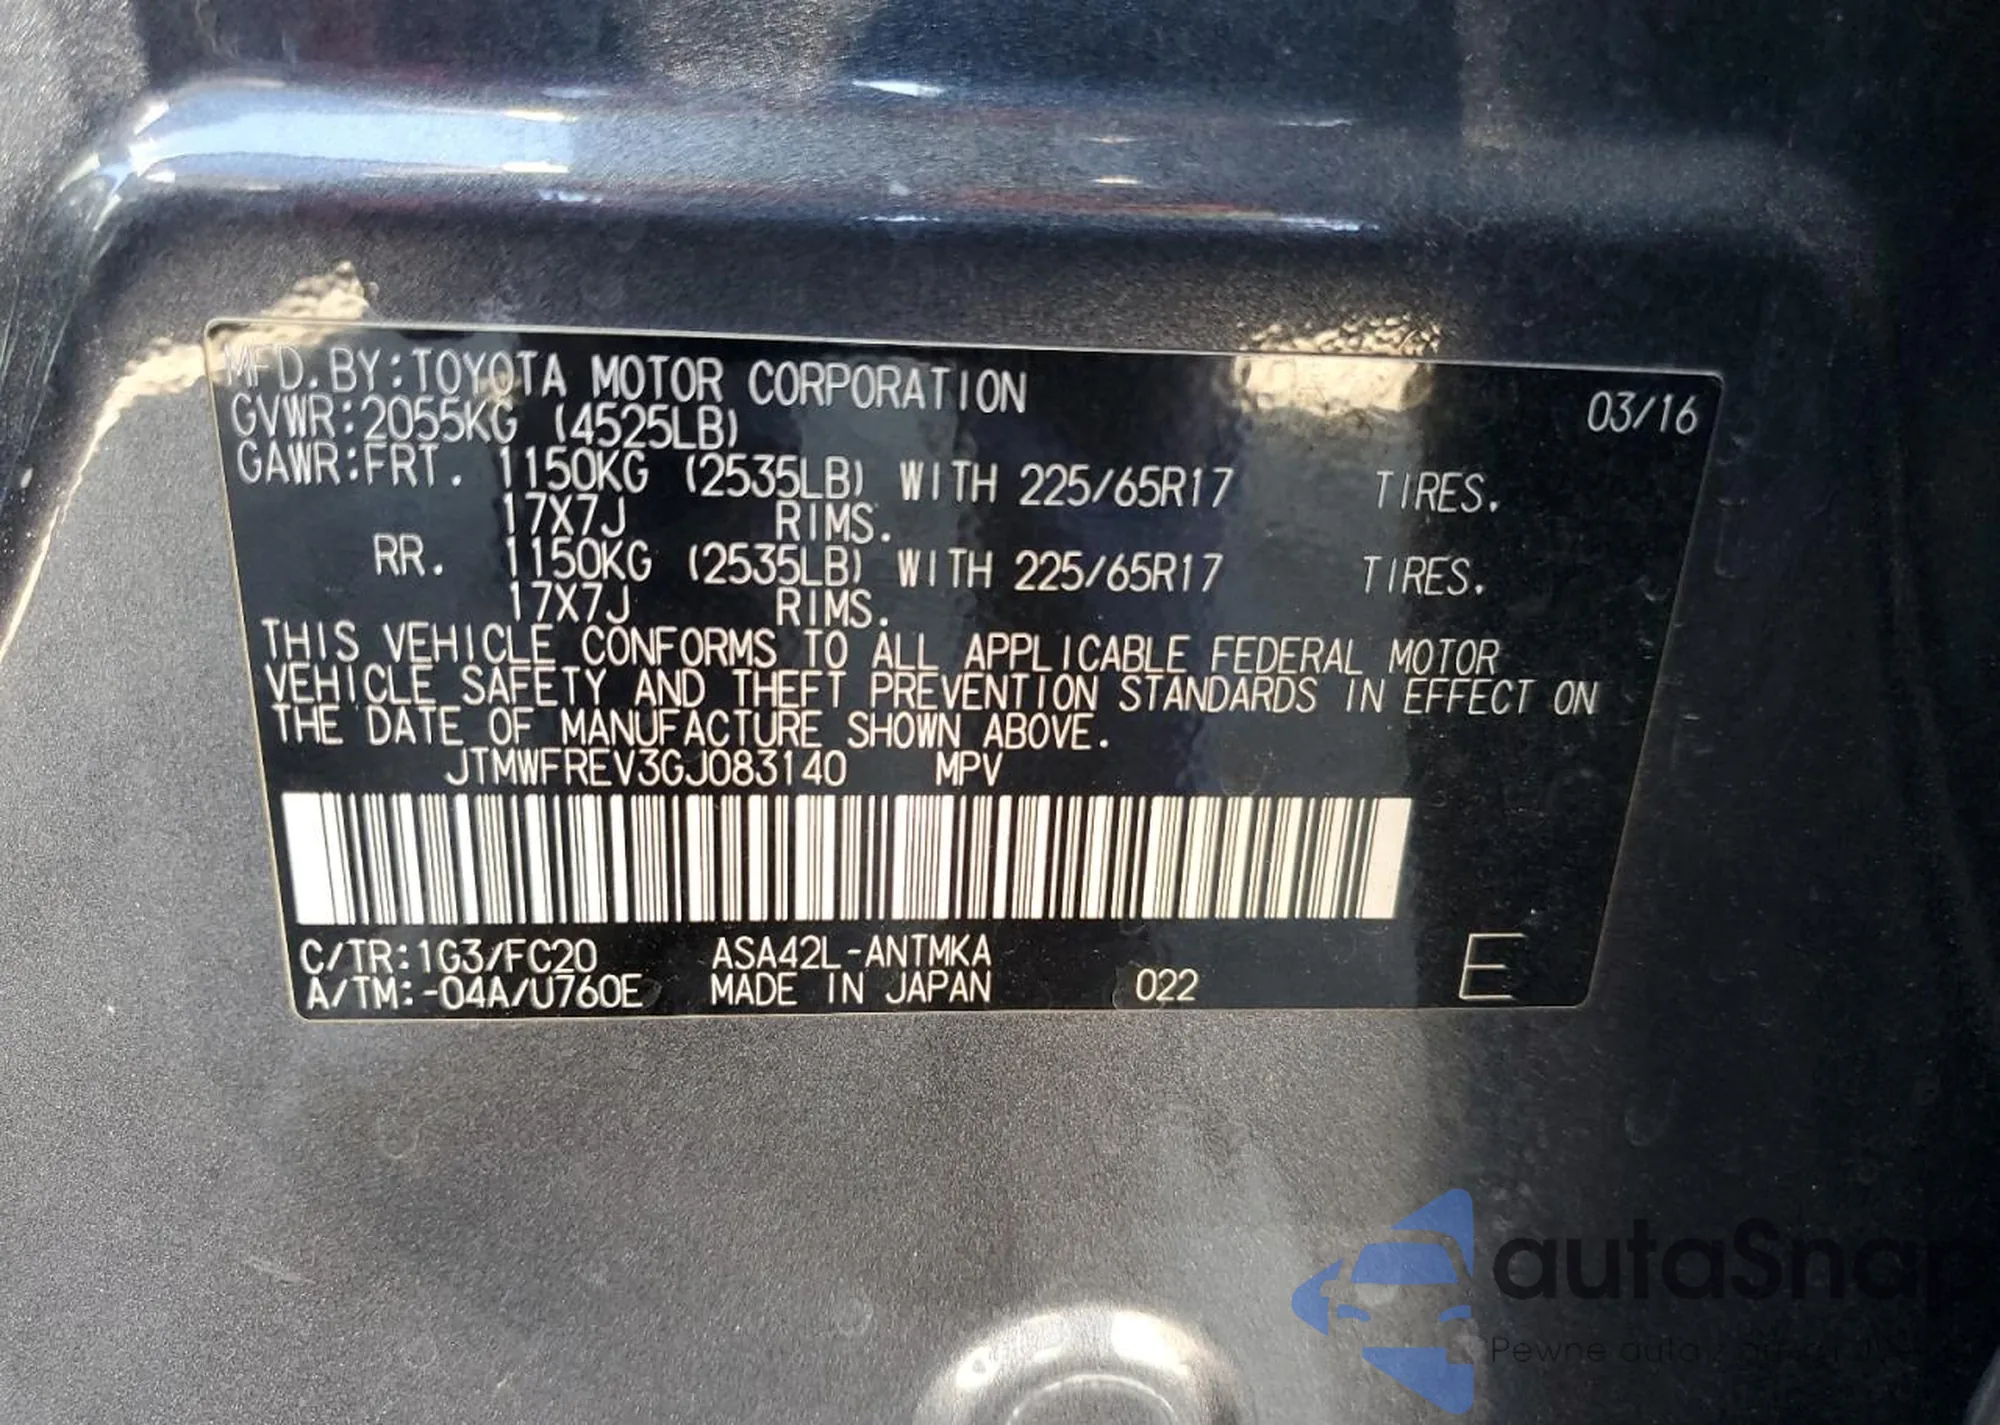 MFD. BY: TOYOTA MOTOR CORPORATION 03/16
GVWR: 2055KG (4525LB)
GAWR: FRT. 1150KG (2535LB) WITH 225/65R17 TIRES.
17X7J RIMS.
RR. 1150KG (2535LB) WITH 225/65R17 TIRES.
17X7J RIMS.
THIS VEHICLE CONFORMS TO ALL APPLICABLE FEDERAL MOTOR
VEHICLE SAFETY AND THEFT PREVENTION STANDARDS IN EFFECT ON
THE DATE OF MANUFACTURE SHOWN ABOVE.
JTMWFREV3GJ083140 MPV
C/TR: 1G3/FC20 ASA42L-ANTMKA
A/TM: -04A/U760E MADE IN JAPAN 022 E
autaSnap
Pewne auta z